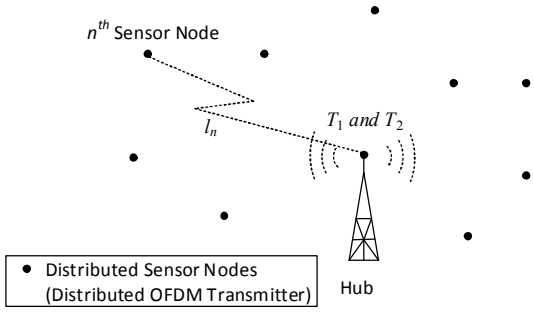 nth Sensor Node
ln
T1 and T2
Hub
● Distributed Sensor Nodes
(Distributed OFDM Transmitter)